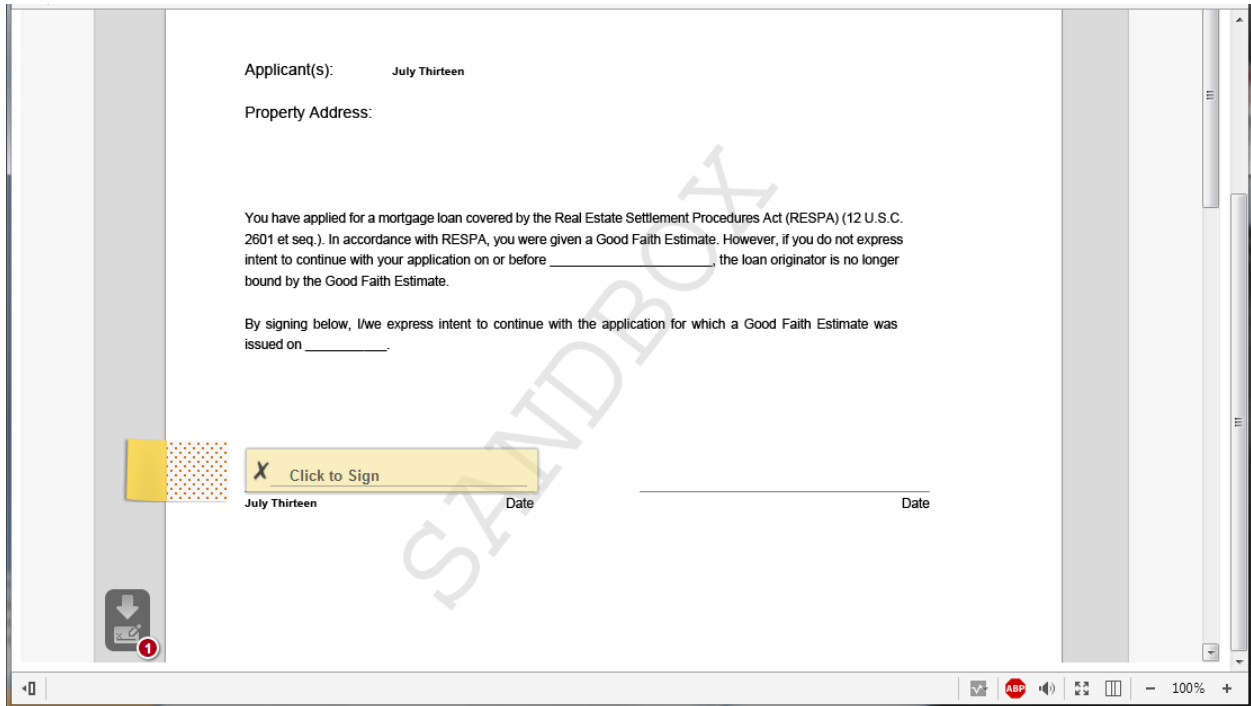 Applicant(s): July Thirteen
Property Address:
You have applied for a mortgage loan covered by the Real Estate Settlement Procedures Act (RESPA) (12 U.S.C.
2601 et seq.). In accordance with RESPA, you were given a Good Faith Estimate. However, if you do not express
intent to continue with your application on or before ______________________, the loan originator is no longer
bound by the Good Faith Estimate.
By signing below, I/we express intent to continue with the application for which a Good Faith Estimate was
issued on ___________.
SANDBOX
X Click to Sign
July Thirteen Date Date
1
ABP 100%